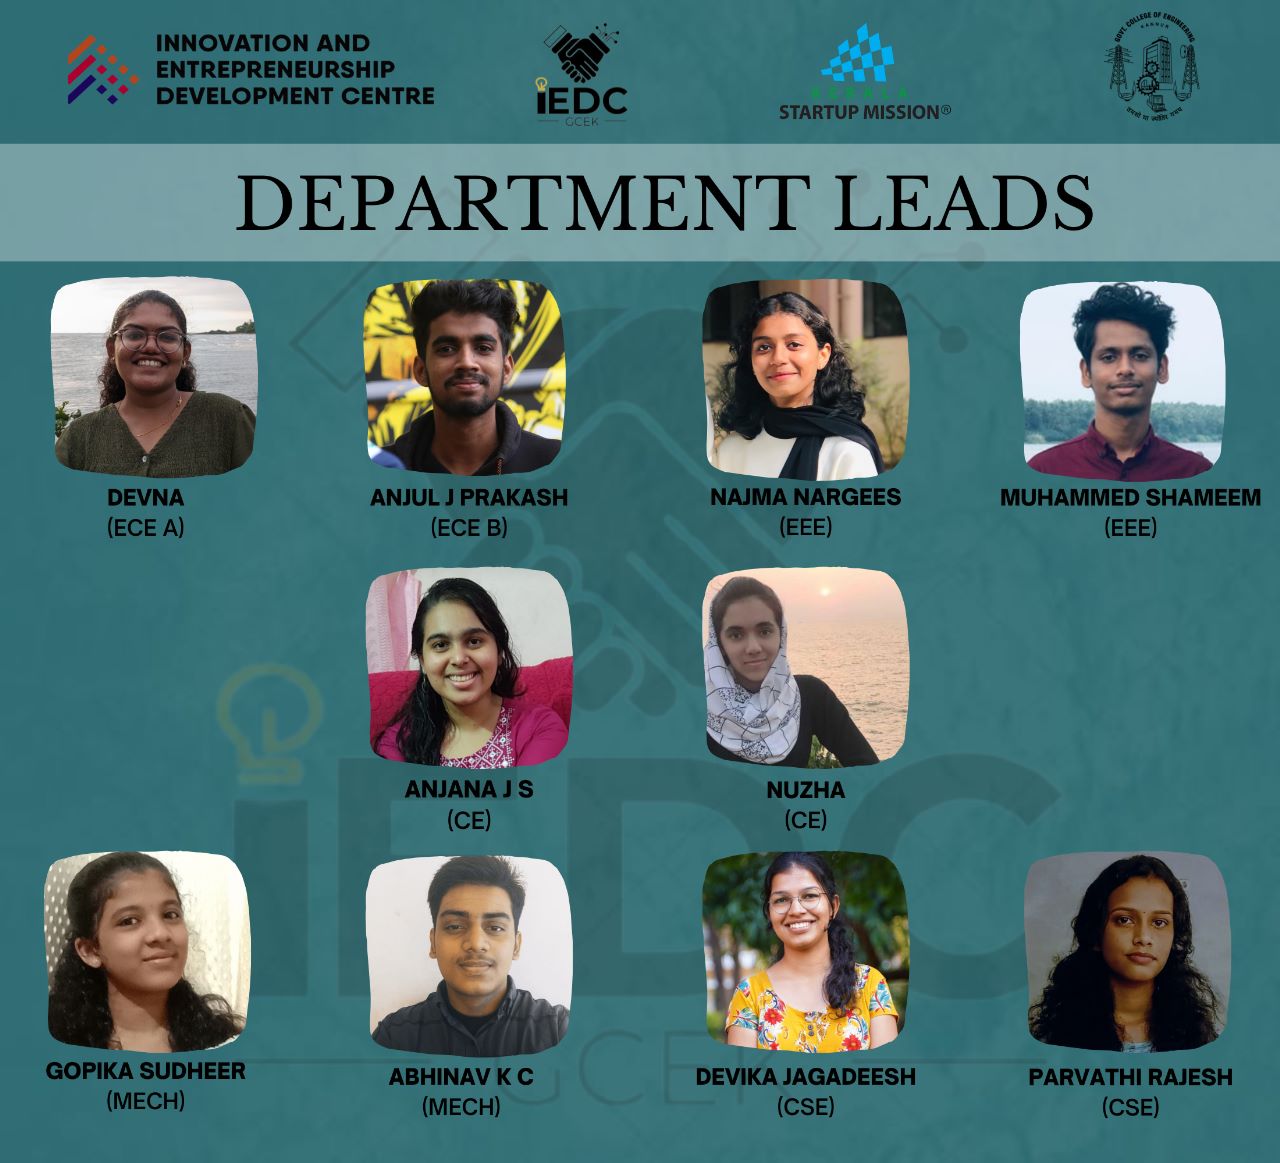 INNOVATION AND
ENTREPRENEURSHIP
DEVELOPMENT CENTRE
iEDC
GCEK
KERALA
STARTUP MISSION®
GOVT. COLLEGE OF ENGINEERING
KANNUR
तमसो मा ज्योतिर् गमय
DEPARTMENT LEADS
DEVNA
(ECE A)
ANJUL J PRAKASH
(ECE B)
NAJMA NARGEES
(EEE)
MUHAMMED SHAMEEM
(EEE)
ANJANA J S
(CE)
NUZHA
(CE)
iEDC
GCEK
GOPIKA SUDHEER
(MECH)
ABHINAV K C
(MECH)
DEVIKA JAGADEESH
(CSE)
PARVATHI RAJESH
(CSE)